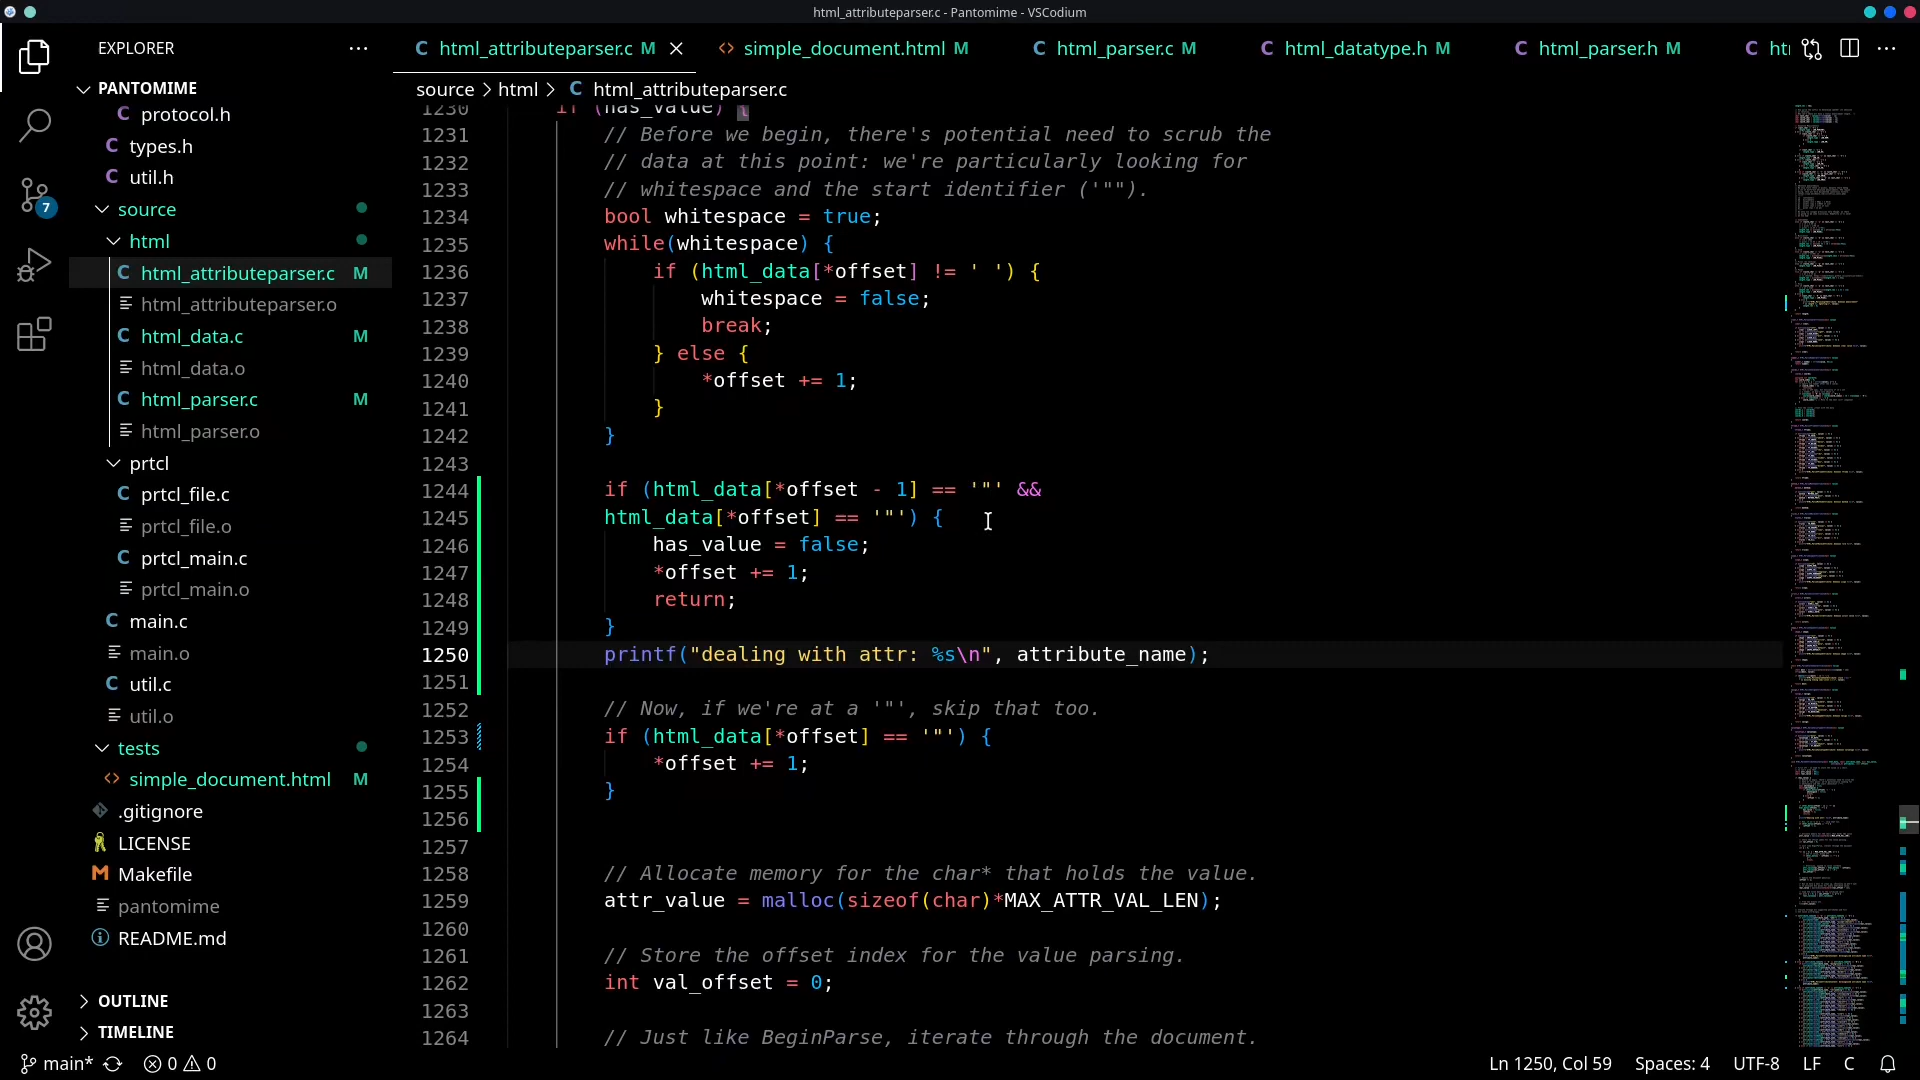 html_attributeparser.c - Pantomime - VSCodium
EXPLORER
PANTOMIME
protocol.h
types.h
util.h
source
html
html_attributeparser.c M
html_attributeparser.o
html_data.c M
html_data.o
html_parser.c M
html_parser.o
prtcl
prtcl_file.c
prtcl_file.o
prtcl_main.c
prtcl_main.o
main.c
main.o
util.c
util.o
tests
simple_document.html M
.gitignore
LICENSE
Makefile
pantomime
README.md
OUTLINE
TIMELINE
7
C html_attributeparser.c M
simple_document.html M
C html_parser.c M
C html_datatype.h M
C html_parser.h M
C
source > html > C html_attributeparser.c
1230 if (has_value) {
1231 // Before we begin, there's potential need to scrub the
1232 // data at this point: we're particularly looking for
1233 // whitespace and the start identifier ('"").
1234 bool whitespace = true;
1235 while(whitespace) {
1236 if (html_data[*offset] != ' ') {
1237 whitespace = false;
1238 break;
1239 } else {
1240 *offset += 1;
1241 }
1242 }
1243
1244 if (html_data[*offset - 1] == '"' &&
1245 html_data[*offset] == '"') {
1246 has_value = false;
1247 *offset += 1;
1248 return;
1249 }
1250 printf("dealing with attr: %s\n", attribute_name);
1251
1252 // Now, if we're at a '"', skip that too.
1253 if (html_data[*offset] == '"') {
1254 *offset += 1;
1255 }
1256
1257
1258 // Allocate memory for the char* that holds the value.
1259 attr_value = malloc(sizeof(char)*MAX_ATTR_VAL_LEN);
1260
1261 // Store the offset index for the value parsing.
1262 int val_offset = 0;
1263
1264 // Just like BeginParse, iterate through the document.
main* 0 0
Ln 1250, Col 59 Spaces: 4 UTF-8 LF C